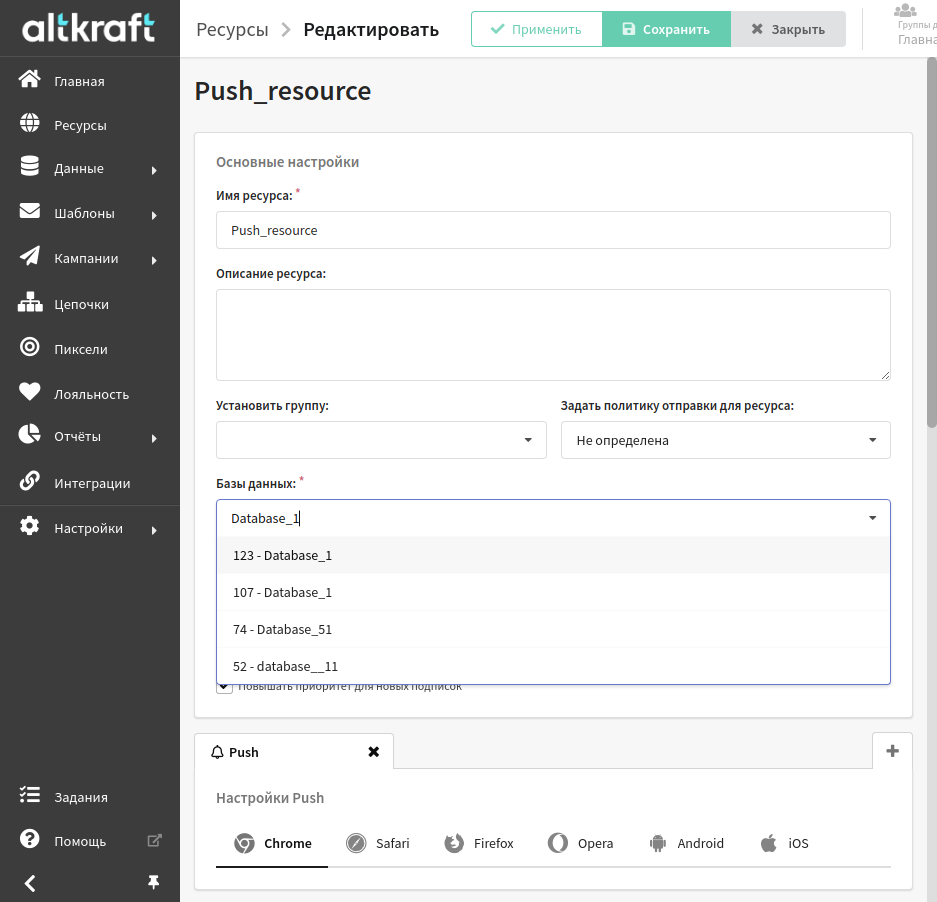 altkraft
Ресурсы Редактировать
Применить
Сохранить
Закрыть
Группы д
Главна
Главная
Ресурсы
Данные
Шаблоны
Кампании
Цепочки
Пиксели
Лояльность
Отчёты
Интеграции
Настройки
Задания
Помощь
Push_resource
Основные настройки
Имя ресурса: *
Push_resource
Описание ресурса:
Установить группу:
Задать политику отправки для ресурса:
Не определена
Базы данных: *
Database_1
123 - Database_1
107 - Database_1
74 - Database_51
52 - database__11
Повышать приоритет для новых подписок
Push
Настройки Push
Chrome Safari Firefox Opera Android iOS